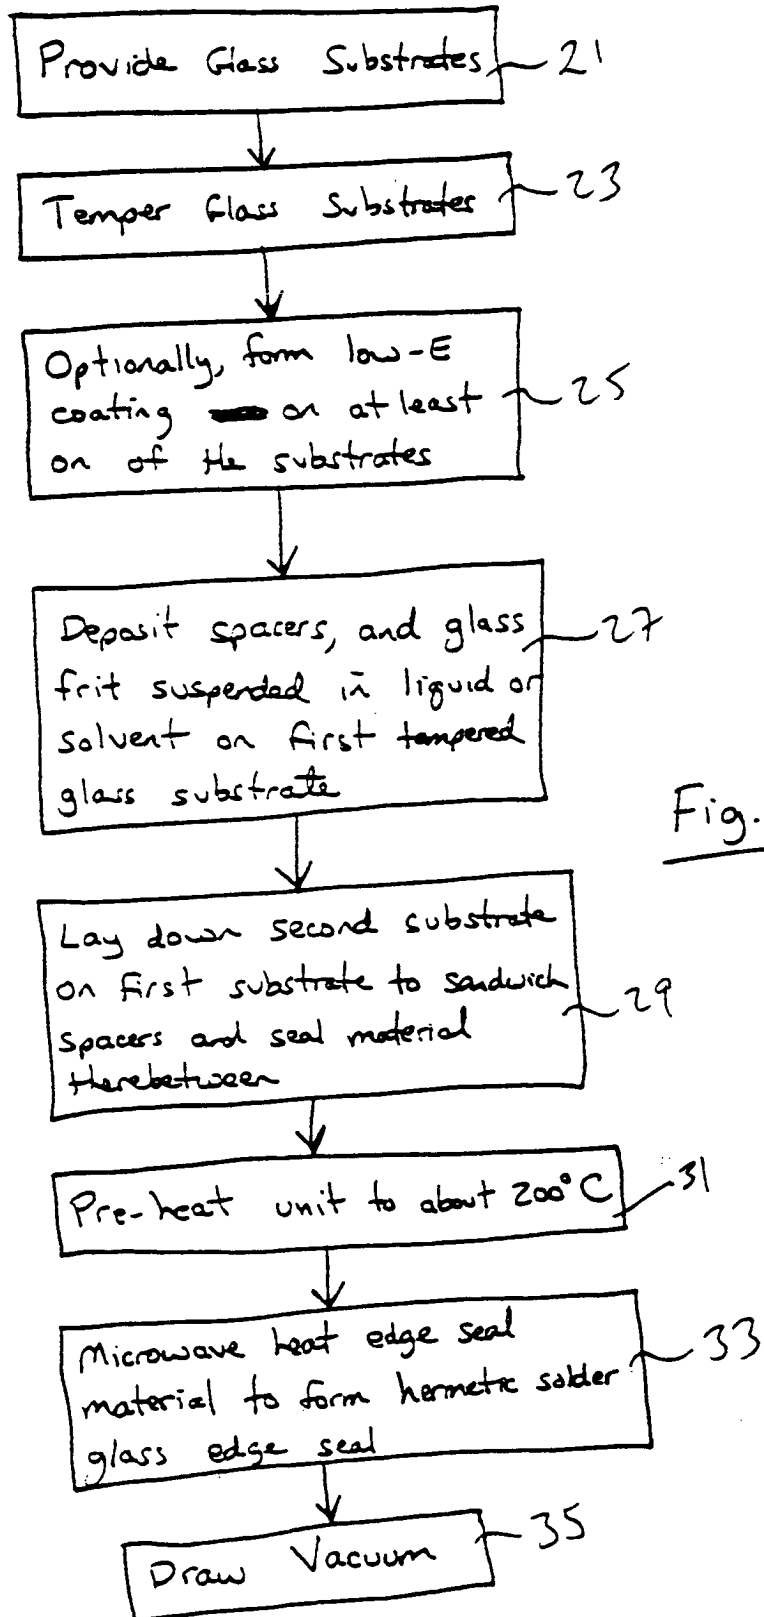 Provide Glass Substrates 21
Temper Glass Substrates 23
Optionally, form low-E
coating on at least 25
on of the substrates
Deposit spacers, and glass 27
frit suspended in liquid or
solvent on first tempered
glass substrate
Fig.
Lay down second substrate
on first substrate to sandwich
spacers and seal material 29
therebetween
Pre-heat unit to about 200° C 31
Microwave heat edge seal 33
material to form hermetic solder
glass edge seal
Draw Vacuum 35